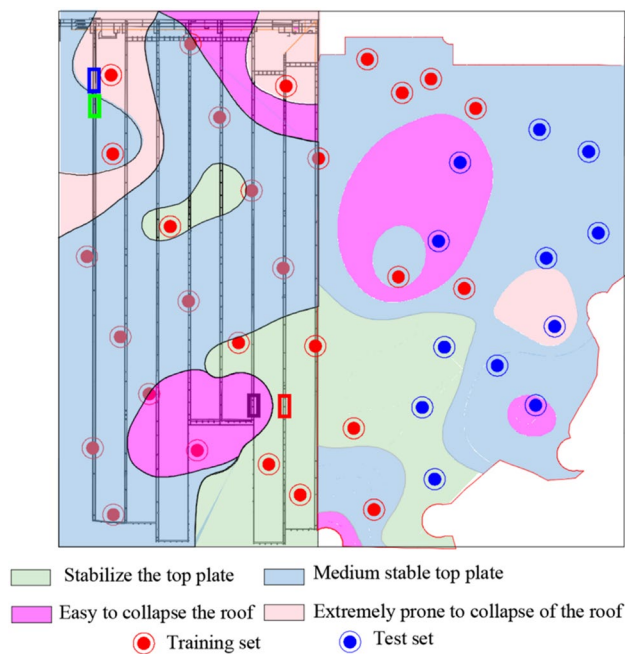 Stabilize the top plate Medium stable top plate
Easy to collapse the roof Extremely prone to collapse of the roof
Training set Test set